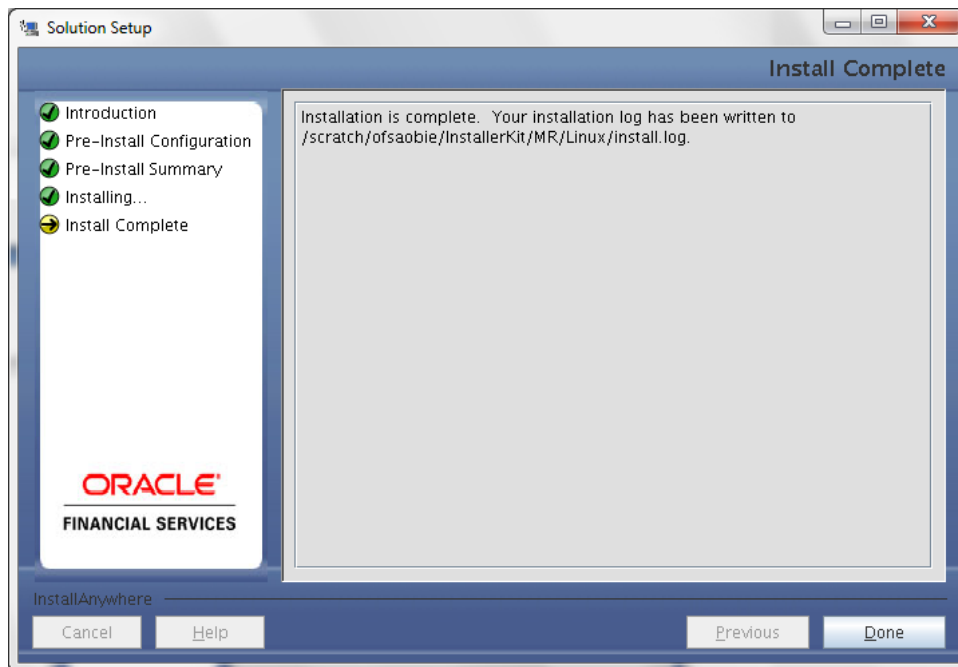 Solution Setup
Install Complete
Introduction
Pre-Install Configuration
Pre-Install Summary
Installing...
Install Complete
Installation is complete. Your installation log has been written to
/scratch/ofsaobie/InstallerKit/MR/Linux/install.log.
ORACLE'
FINANCIAL SERVICES
InstallAnywhere
Cancel
Help
Previous
Done